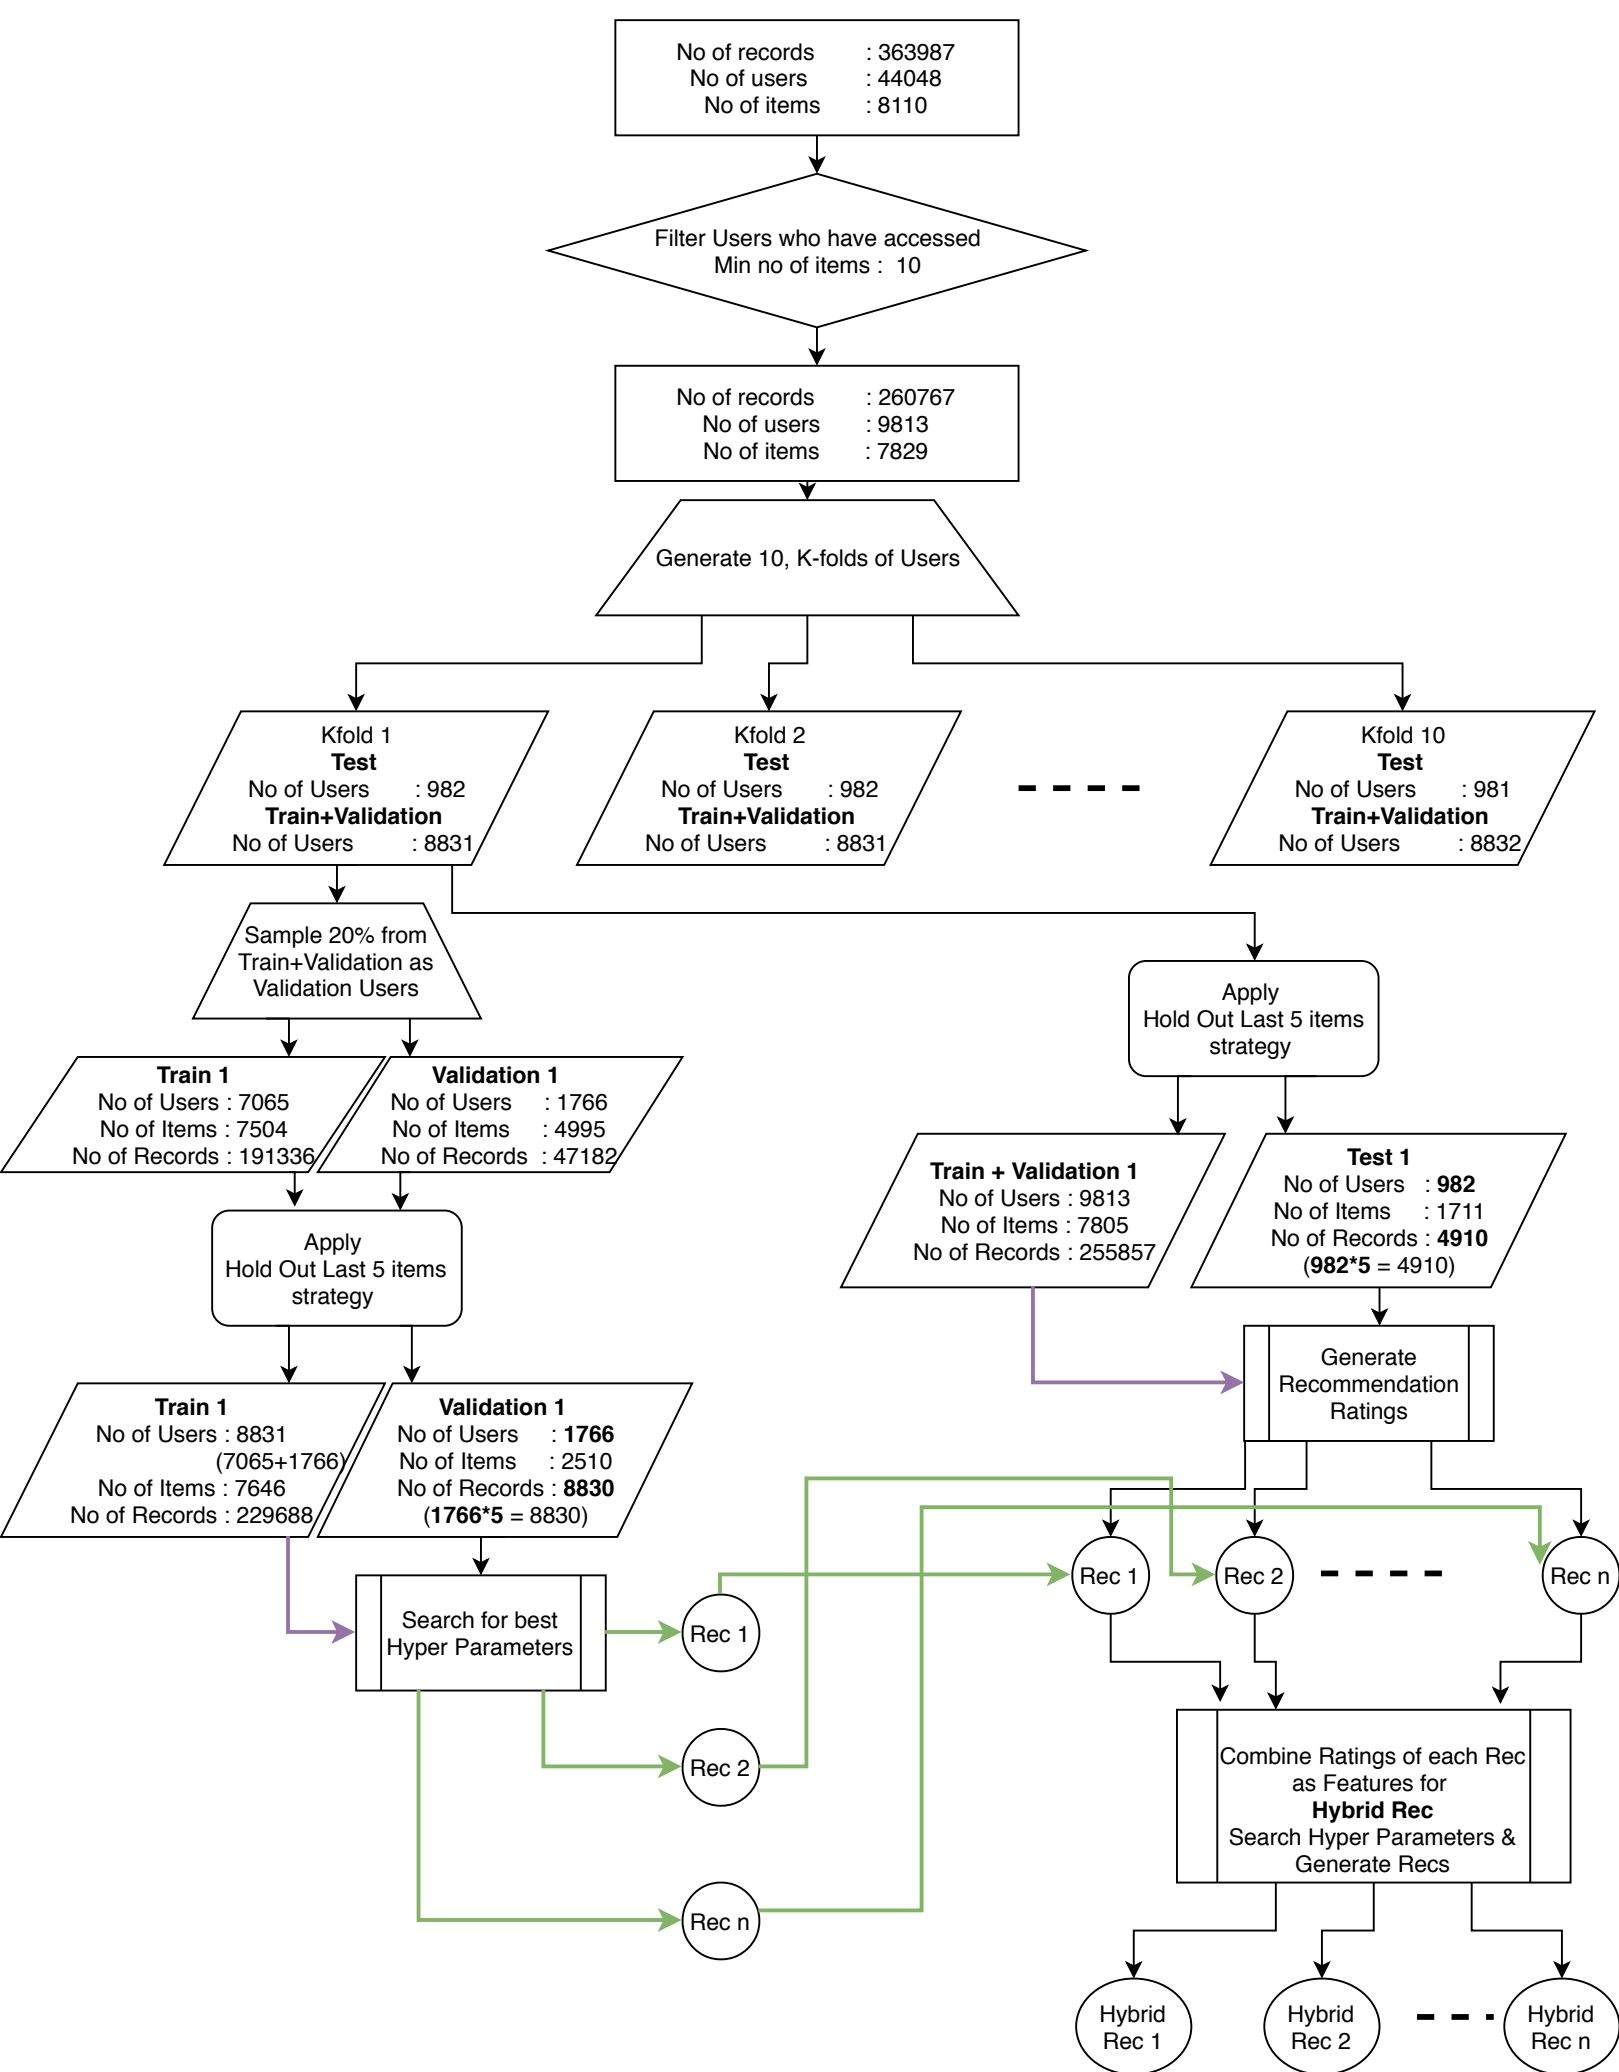 No of records : 363987
No of users : 44048
No of items : 8110
Filter Users who have accessed
Min no of items : 10
No of records : 260767
No of users : 9813
No of items : 7829
Generate 10, K-folds of Users
Kfold 1
Test
No of Users : 982
Train+Validation
No of Users : 8831
Kfold 2
Test
No of Users : 982
Train+Validation
No of Users : 8831
Kfold 10
Test
No of Users : 981
Train+Validation
No of Users : 8832
Sample 20% from
Train+Validation as
Validation Users
Apply
Hold Out Last 5 items
strategy
Train 1
No of Users : 7065
No of Items : 7504
No of Records : 191336
Validation 1
No of Users : 1766
No of Items : 4995
No of Records : 47182
Train + Validation 1
No of Users : 9813
No of Items : 7805
No of Records : 255857
Test 1
No of Users : 982
No of Items : 1711
No of Records : 4910
(982*5 = 4910)
Apply
Hold Out Last 5 items
strategy
Generate
Recommendation
Ratings
Train 1
No of Users : 8831
(7065+1766)
No of Items : 7646
No of Records : 229688
Validation 1
No of Users : 1766
No of Items : 2510
No of Records : 8830
(1766*5 = 8830)
Rec 1
Rec 2
Rec n
Search for best
Hyper Parameters
Rec 1
Rec 2
Rec n
Combine Ratings of each Rec
as Features for
Hybrid Rec
Search Hyper Parameters &
Generate Recs
Hybrid
Rec 1
Hybrid
Rec 2
Hybrid
Rec n